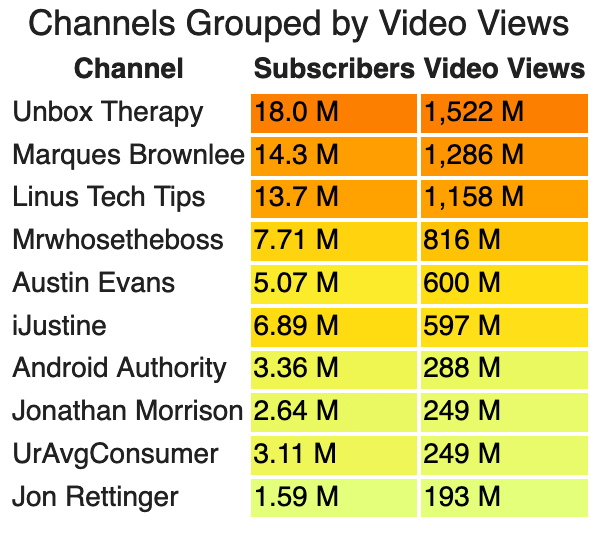 Channels Grouped by Video Views
Channel Subscribers Video Views
Unbox Therapy 18.0 M 1,522 M
Marques Brownlee 14.3 M 1,286 M
Linus Tech Tips 13.7 M 1,158 M
Mrwhosetheboss 7.71 M 816 M
Austin Evans 5.07 M 600 M
iJustine 6.89 M 597 M
Android Authority 3.36 M 288 M
Jonathan Morrison 2.64 M 249 M
UrAvgConsumer 3.11 M 249 M
Jon Rettinger 1.59 M 193 M